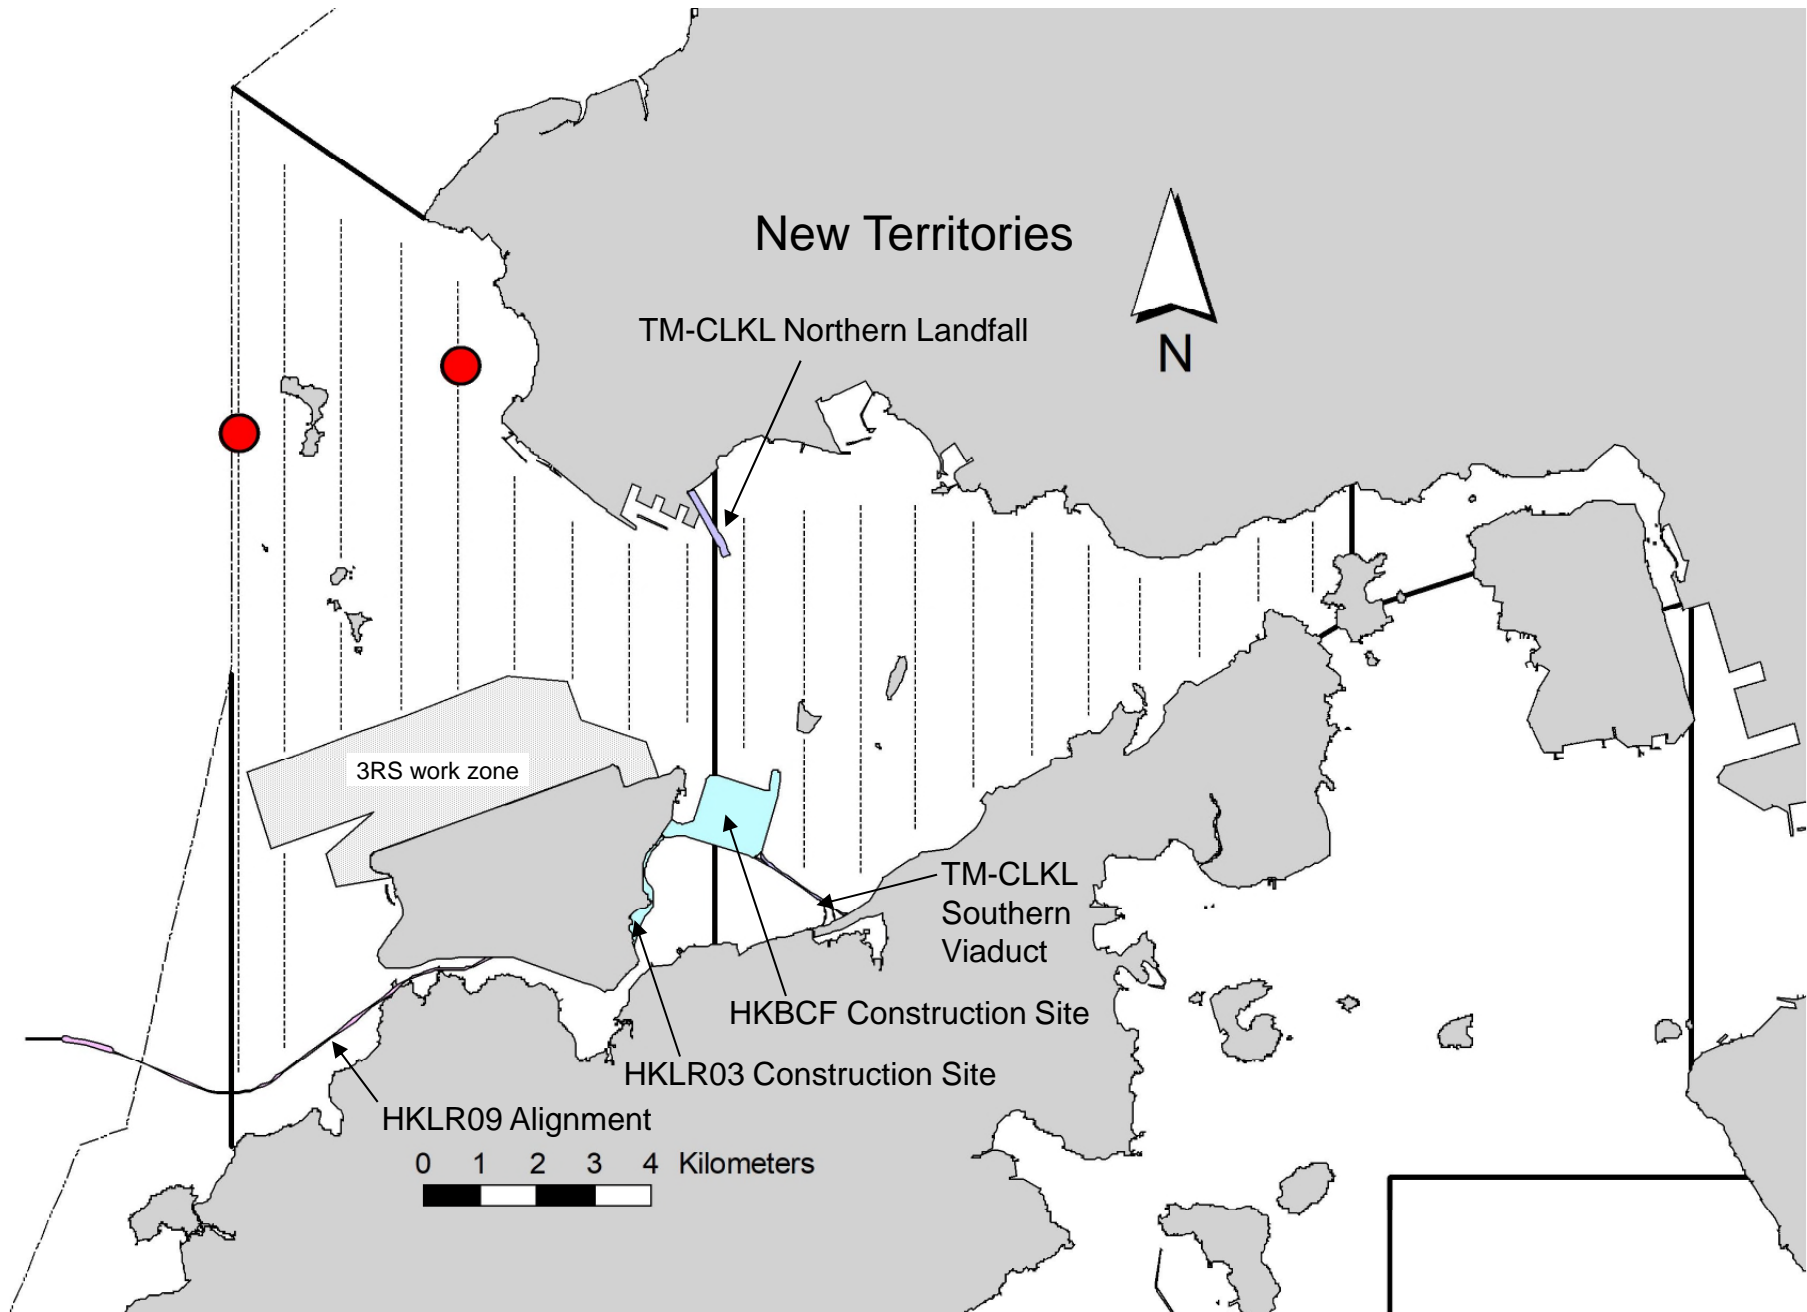 New Territories
TM-CLKL Northern Landfall
N
3RS work zone
TM-CLKL
Southern
Viaduct
HKBCF Construction Site
HKLR03 Construction Site
HKLR09 Alignment
0 1 2 3 4 Kilometers